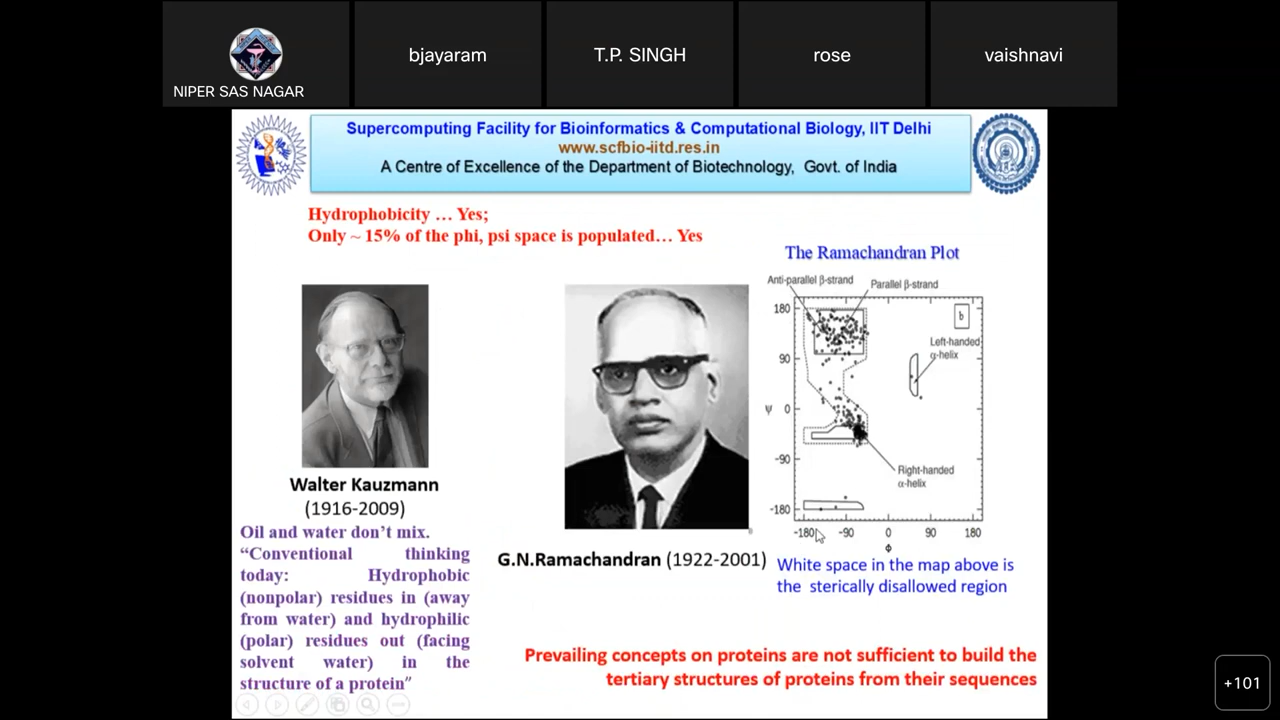 NIPER SAS NAGAR
bjayaram
T.P. SINGH
rose
vaishnavi
Supercomputing Facility for Bioinformatics & Computational Biology, IIT Delhi
www.scfbio-iitd.res.in
A Centre of Excellence of the Department of Biotechnology, Govt. of India
Hydrophobicity … Yes;
Only ~ 15% of the phi, psi space is populated… Yes
The Ramachandran Plot
Anti-parallel β-strand
Parallel β-strand
180
b
Left-handed
α-helix
90
ψ
0
-90
Right-handed
α-helix
-180
-180
-90
0
90
180
Φ
Walter Kauzmann
(1916-2009)
Oil and water don’t mix.
“Conventional thinking
today: Hydrophobic
(nonpolar) residues in (away
from water) and hydrophilic
(polar) residues out (facing
solvent water) in the
structure of a protein”
G.N.Ramachandran (1922-2001)
White space in the map above is
the sterically disallowed region
Prevailing concepts on proteins are not sufficient to build the
tertiary structures of proteins from their sequences
+101